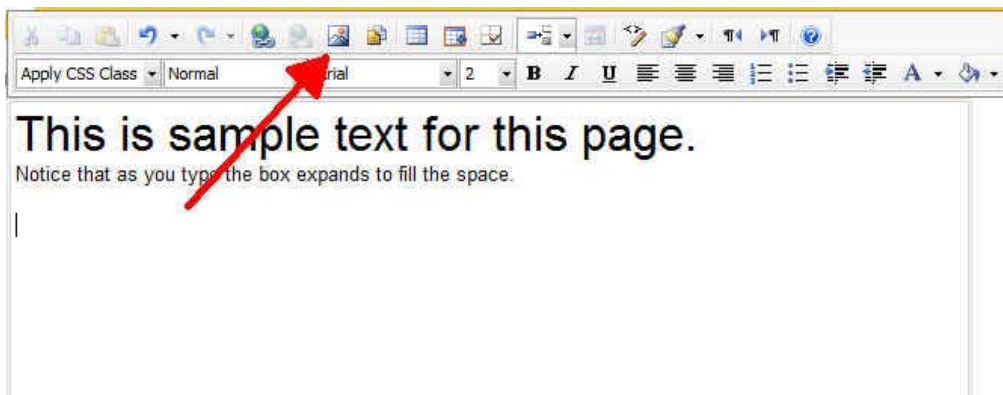 Apply CSS Class Normal rial 2 B I U A
This is sample text for this page.
Notice that as you type the box expands to fill the space.